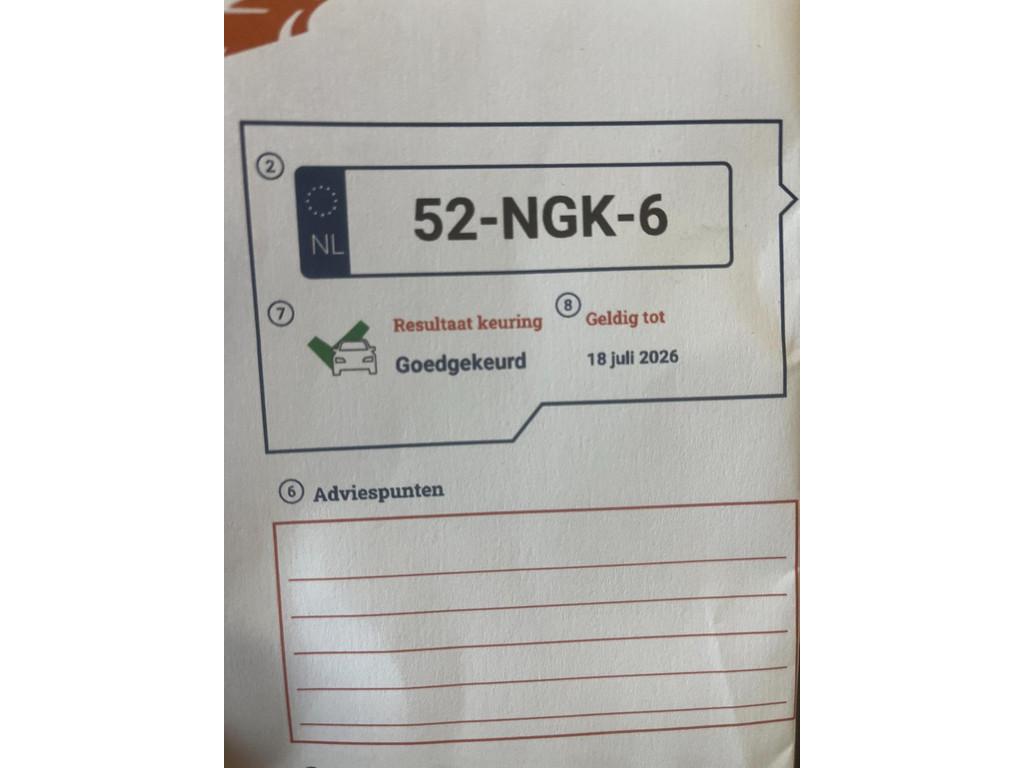 2
NL
52-NGK-6
7
Resultaat keuring
8
Geldig tot
Goedgekeurd
18 juli 2026
6 Adviespunten